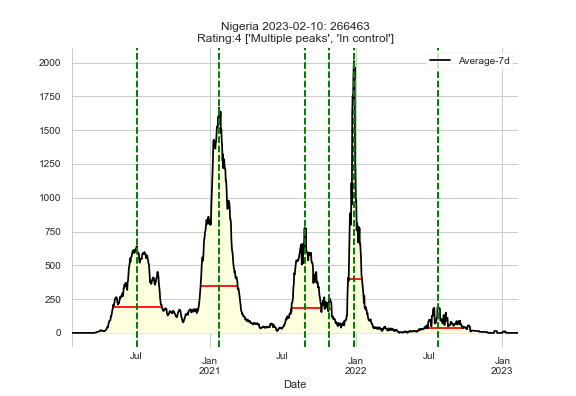 Nigeria 2023-02-10: 266463
Rating:4 ['Multiple peaks', 'In control']
Average-7d
2000
1750
1500
1250
1000
750
500
250
0
Jul
Jan
2021
Jul
Jan
2022
Jul
Jan
2023
Date